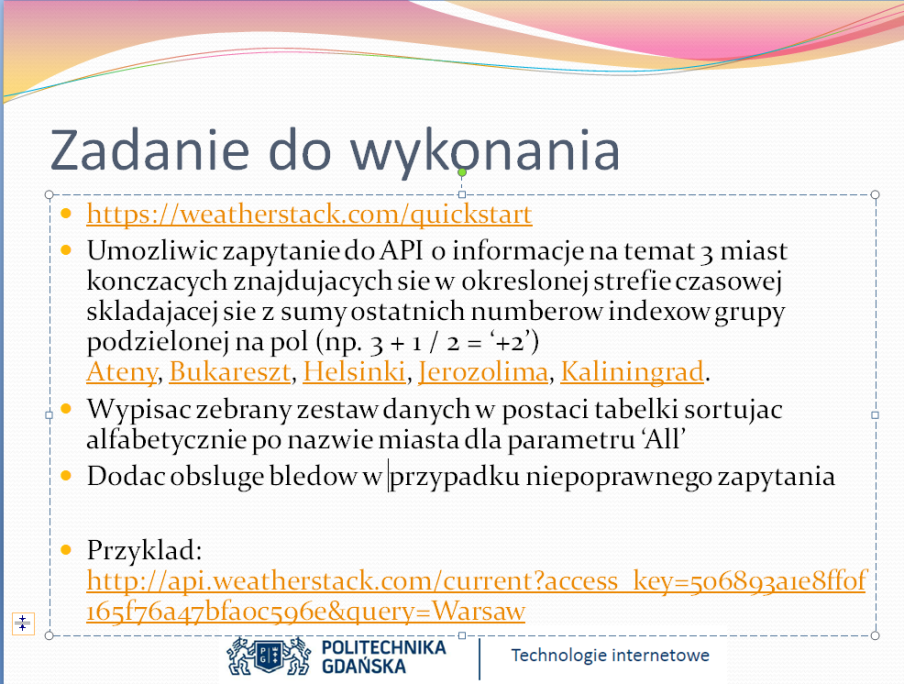 Zadanie do wykonania
https://weatherstack.com/quickstart
Umozliwic zapytanie do API o informacje na temat 3 miast
konczacych znajdujacych sie w okreslonej strefie czasowej
skladajacej sie z sumy ostatnich numberow indexow grupy
podzielonej na pol (np. 3 + 1 / 2 = ‘+2’)
Ateny, Bukareszt, Helsinki, Jerozolima, Kaliningrad.
Wypisac zebrany zestaw danych w postaci tabelki sortujac
alfabetycznie po nazwie miasta dla parametru ‘All’
Dodac obsluge bledow w przypadku niepoprawnego zapytania
Przyklad:
http://api.weatherstack.com/current?access_key=506893a1e8ff0f
165f76a47bfa0c596e&query=Warsaw
POLITECHNIKA
GDAŃSKA
Technologie internetowe